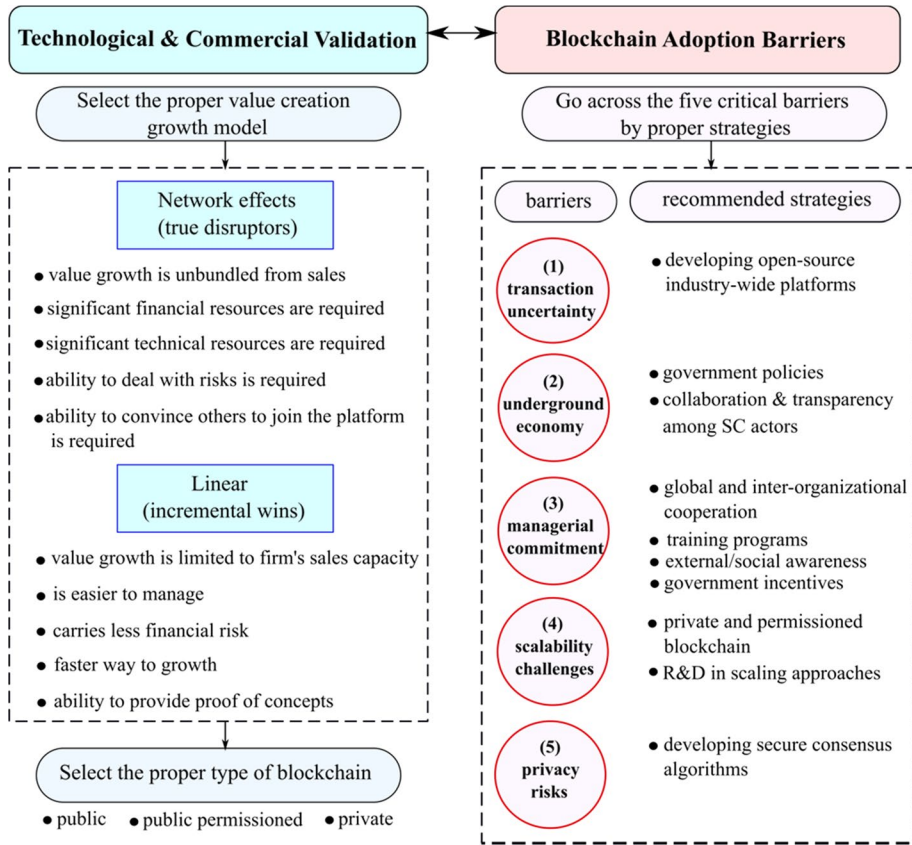 Technological & Commercial Validation
Select the proper value creation
growth model
Network effects
(true disruptors)
● value growth is unbundled from sales
● significant financial resources are required
● significant technical resources are required
● ability to deal with risks is required
● ability to convince others to join the platform
is required
Linear
(incremental wins)
● value growth is limited to firm's sales capacity
● is easier to manage
● carries less financial risk
● faster way to growth
● ability to provide proof of concepts
Select the proper type of blockchain
● public ● public permissioned ● private
Blockchain Adoption Barriers
Go across the five critical barriers
by proper strategies
barriers
recommended strategies
(1)
transaction
uncertainty
● developing open-source
industry-wide platforms
(2)
underground
economy
● government policies
● collaboration & transparency
among SC actors
(3)
managerial
commitment
● global and inter-organizational
cooperation
● training programs
● external/social awareness
● government incentives
(4)
scalability
challenges
● private and permissioned
blockchain
● R&D in scaling approaches
(5)
privacy
risks
● developing secure consensus
algorithms